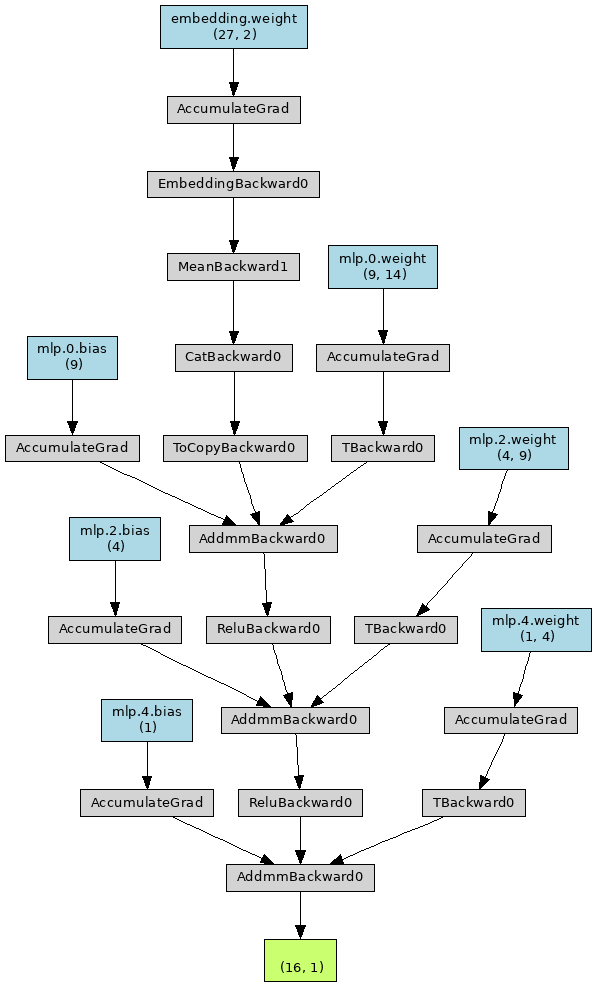 embedding.weight
(27, 2)
AccumulateGrad
EmbeddingBackward0
MeanBackward1
mlp.0.weight
(9, 14)
mlp.0.bias
(9)
CatBackward0
AccumulateGrad
AccumulateGrad
ToCopyBackward0
TBackward0
mlp.2.weight
(4, 9)
mlp.2.bias
(4)
AddmmBackward0
AccumulateGrad
AccumulateGrad
ReluBackward0
TBackward0
mlp.4.weight
(1, 4)
mlp.4.bias
(1)
AddmmBackward0
AccumulateGrad
AccumulateGrad
ReluBackward0
TBackward0
AddmmBackward0
(16, 1)